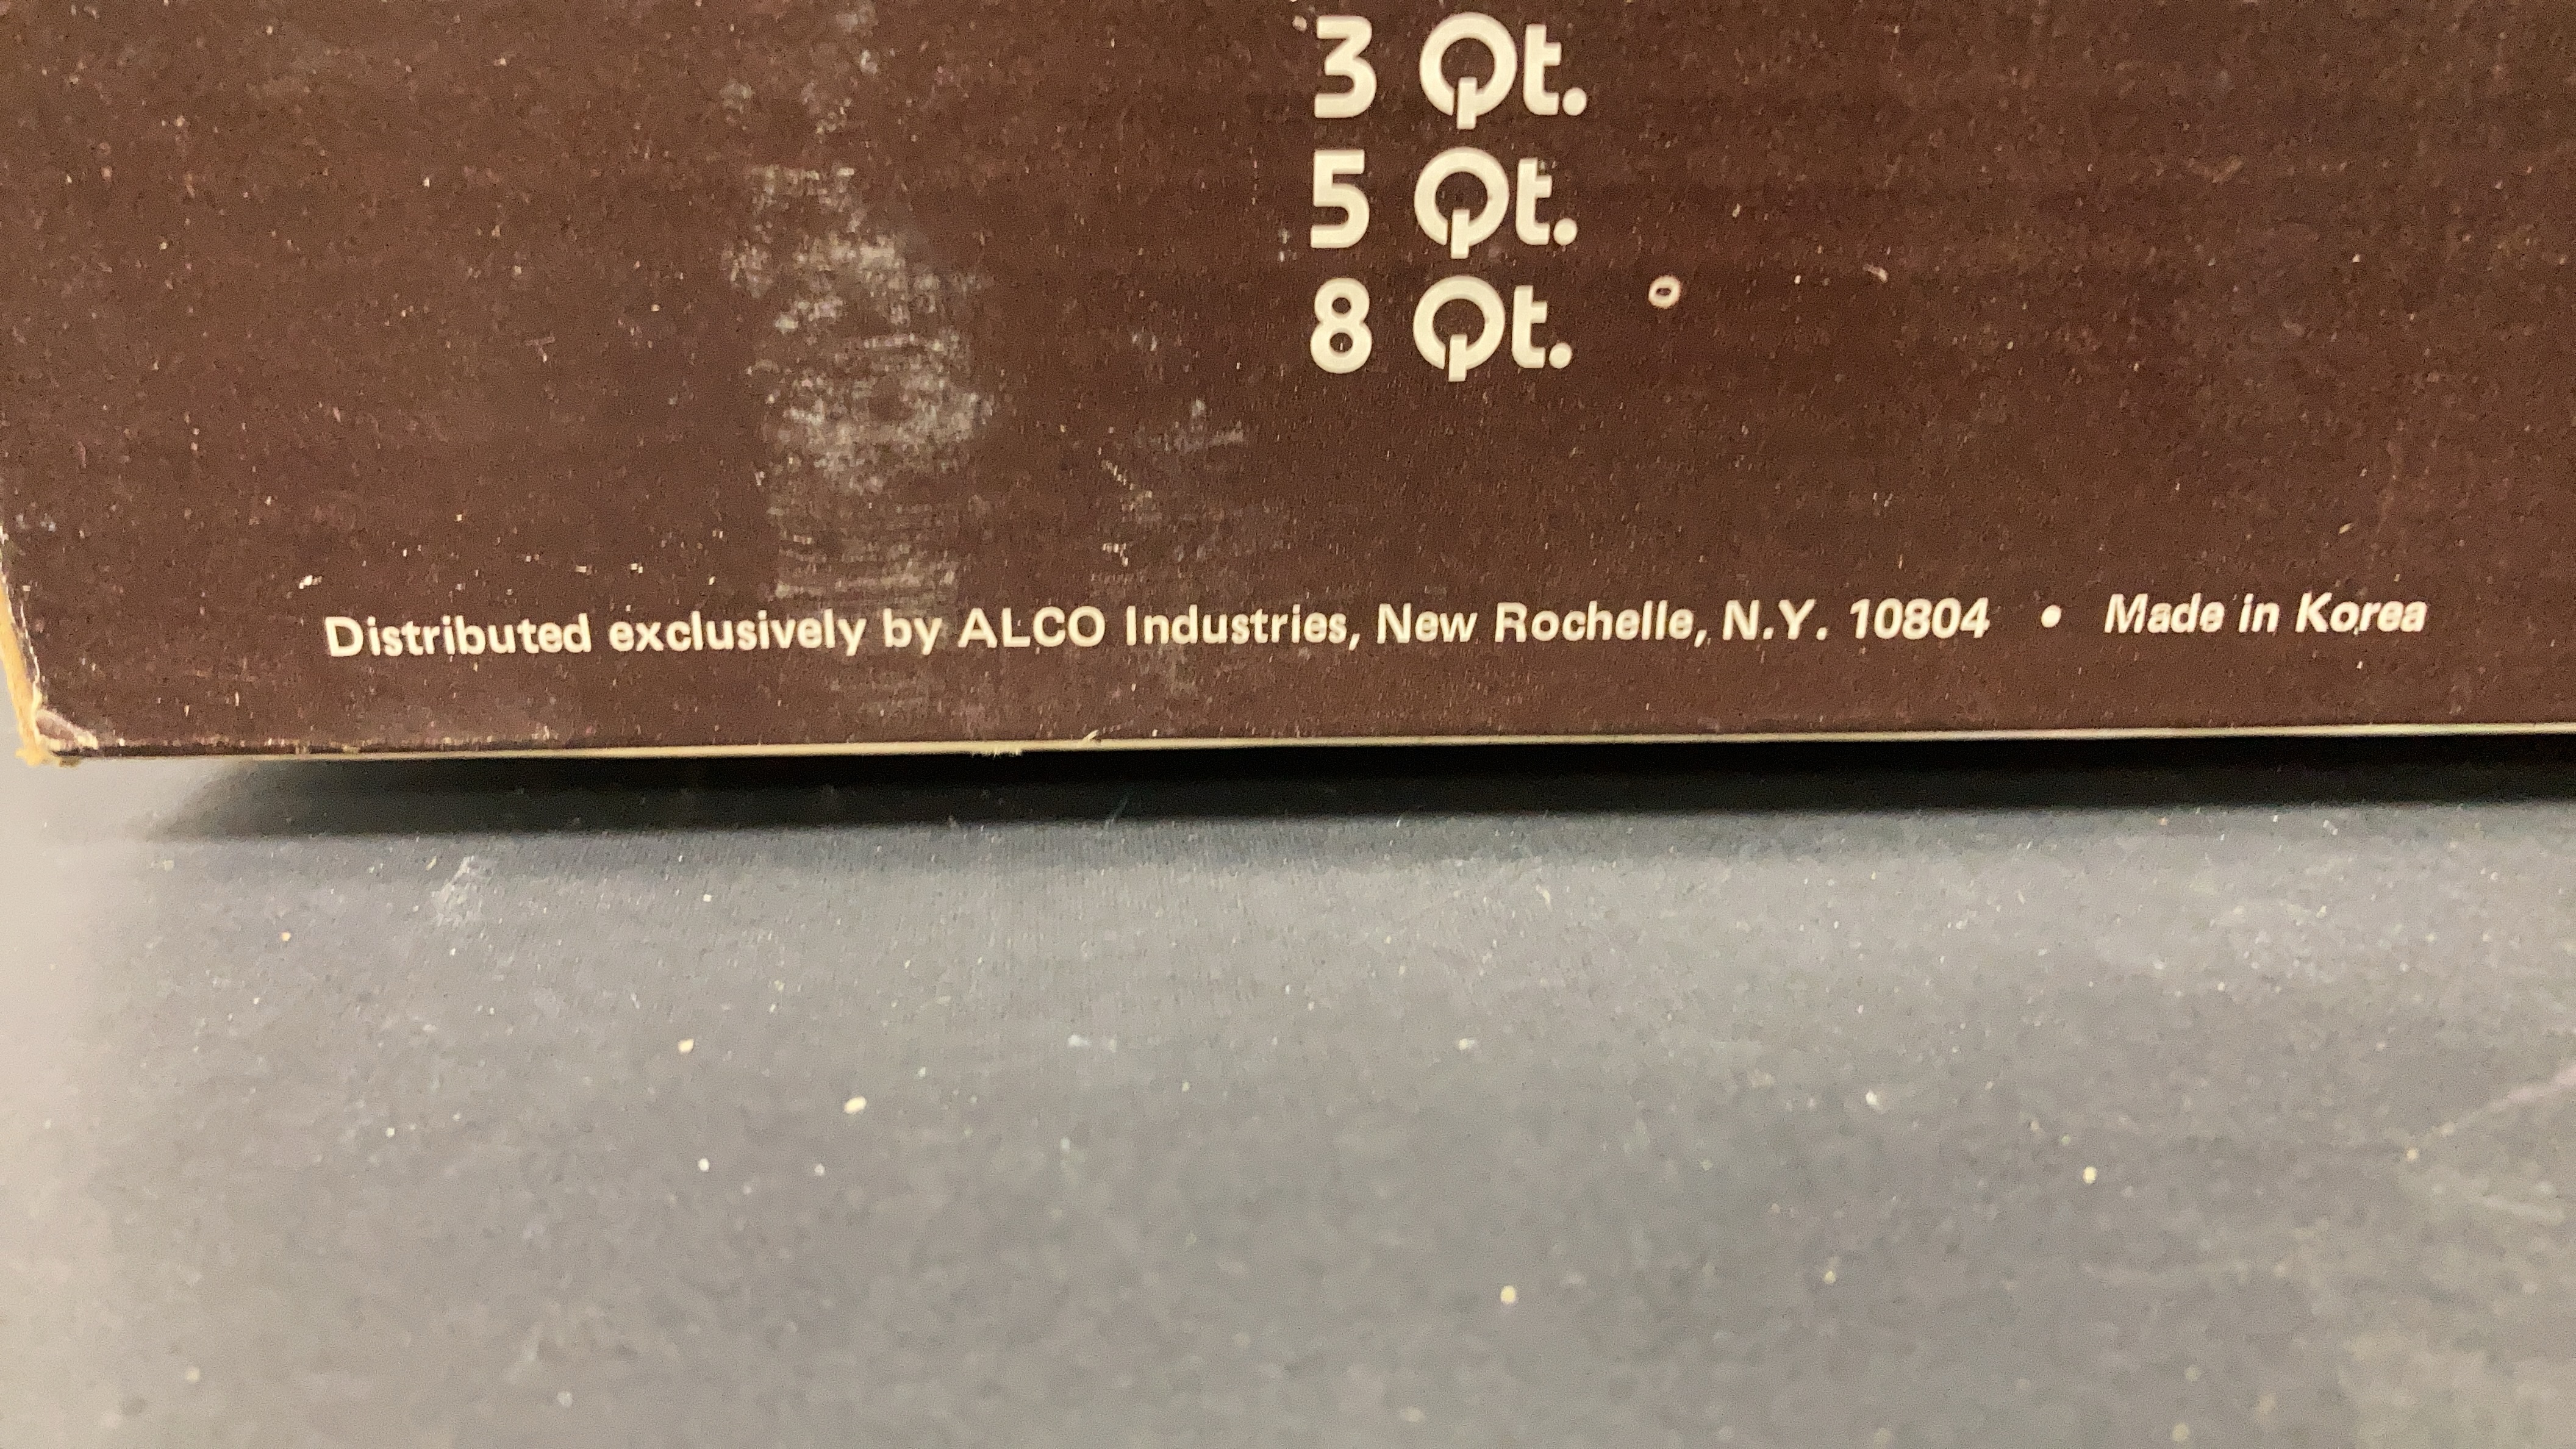 3 Qt.
5 Qt.
8 Qt.
Distributed exclusively by ALCO Industries, New Rochelle, N.Y. 10804 • Made in Korea